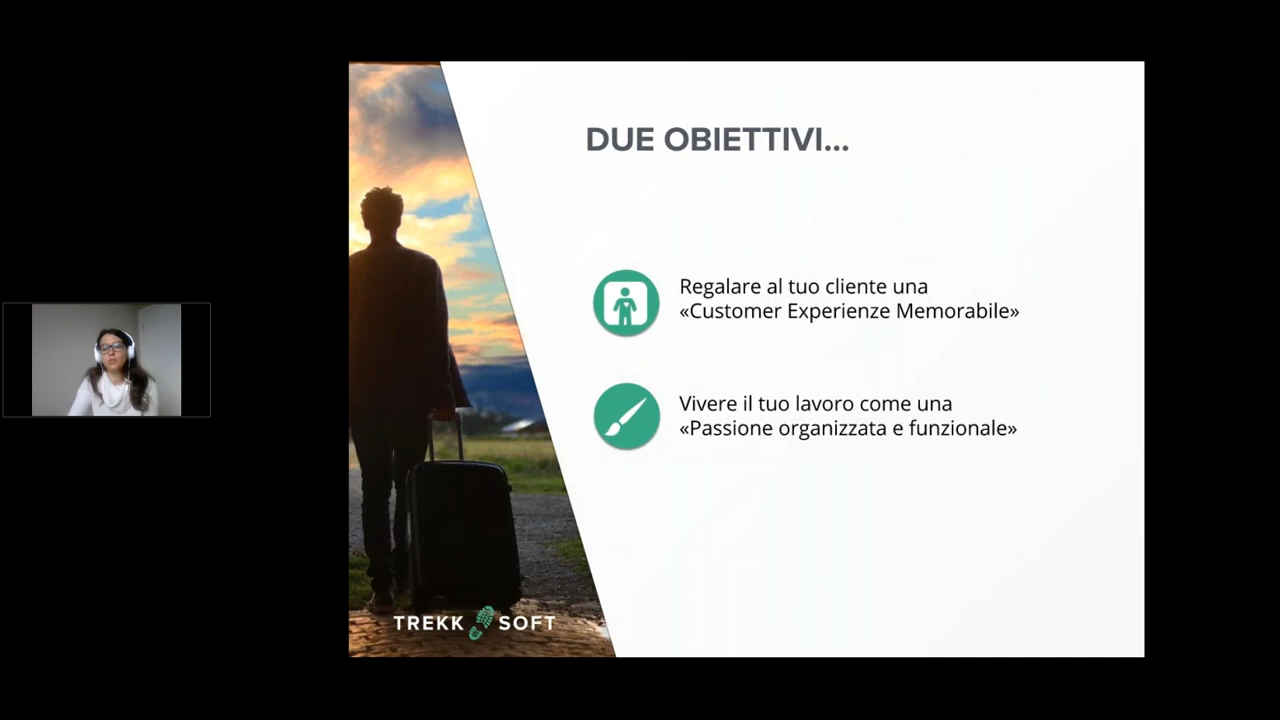 DUE OBIETTIVI...
Regalare al tuo cliente una
«Customer Experienze Memorabile»
Vivere il tuo lavoro come una
«Passione organizzata e funzionale»
TREKK SOFT